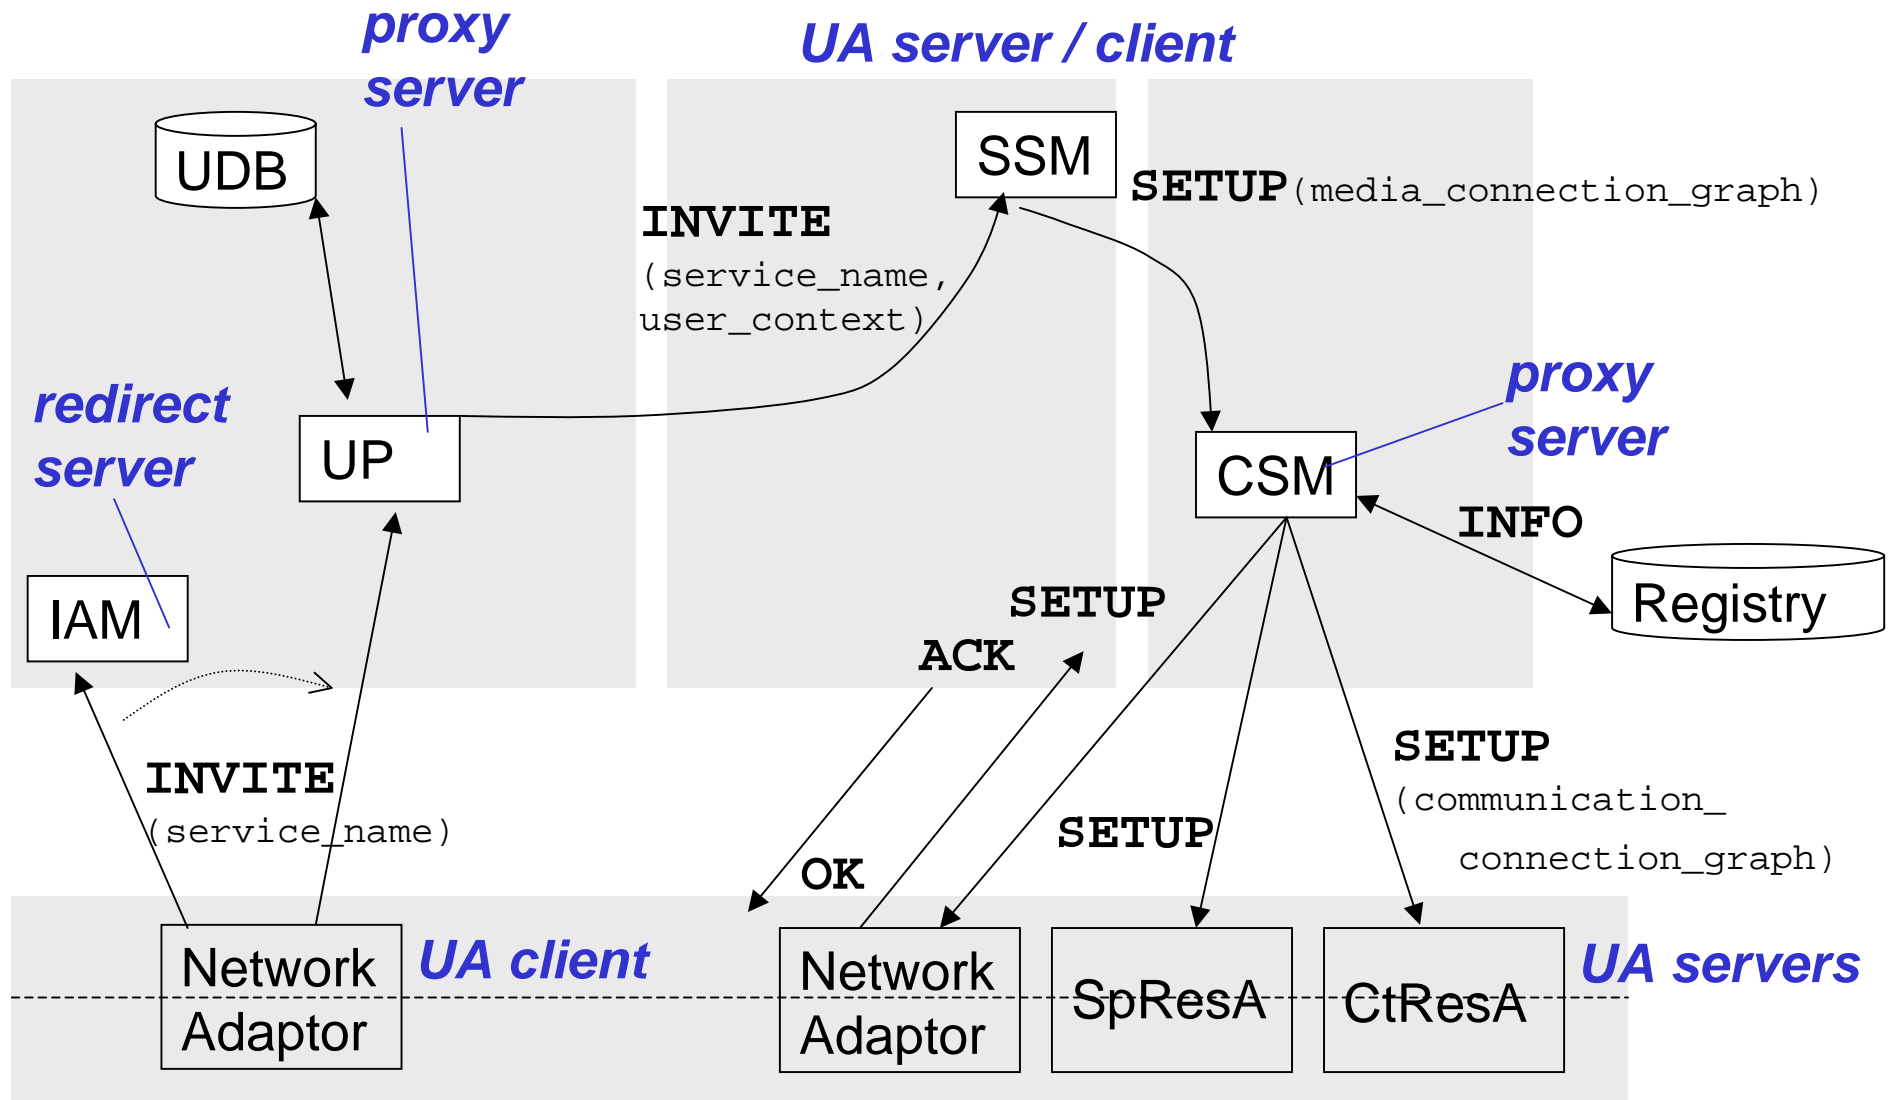 proxy
server
UA server / client
UDB
SSM
SETUP(media_connection_graph)
INVITE
(service_name,
user_context)
redirect
server
UP
proxy
server
CSM
INFO
IAM
SETUP
Registry
ACK
INVITE
(service_name)
SETUP
(communication_
connection_graph)
SETUP
OK
Network
Adaptor
UA client
Network
Adaptor
SpResA
CtResA
UA servers